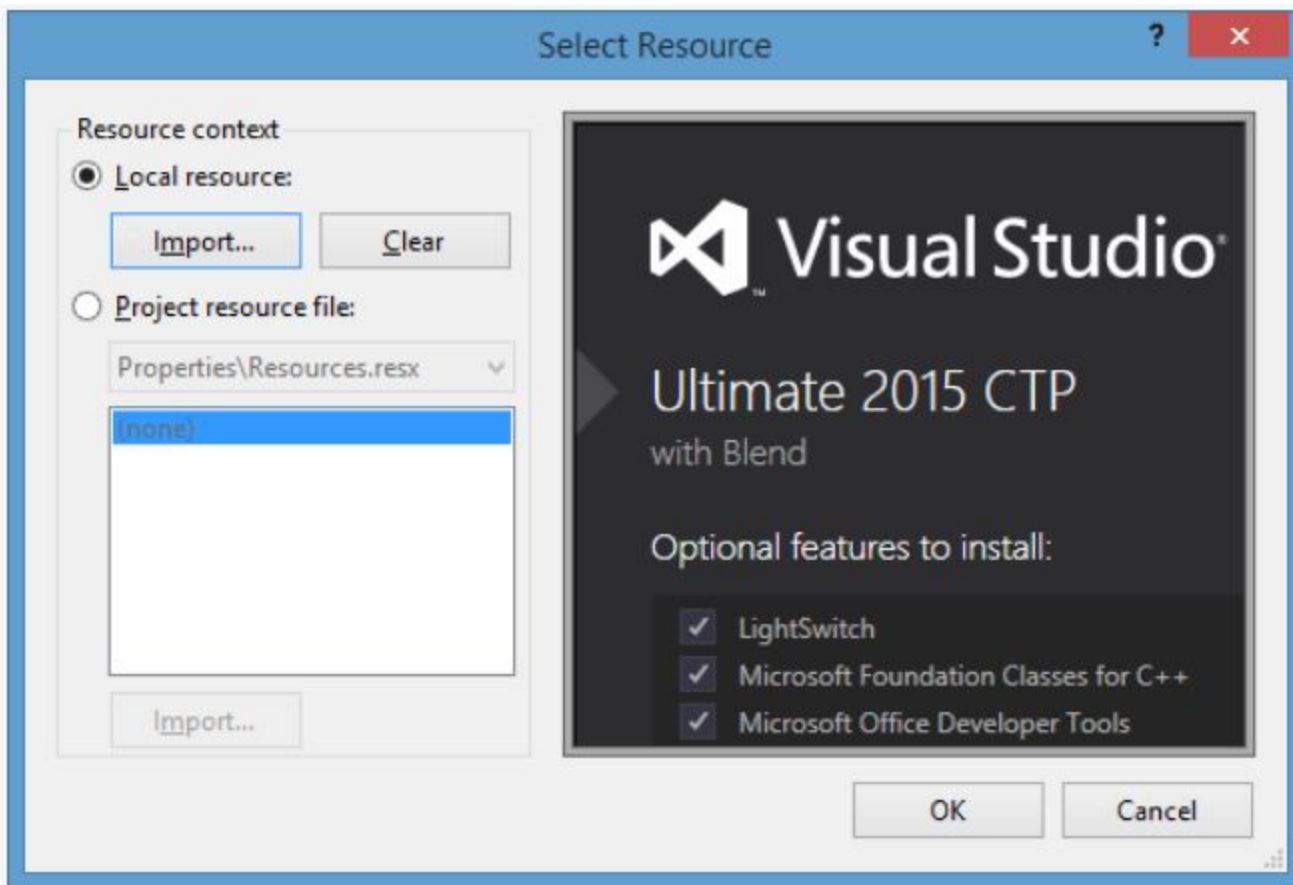 Select Resource
? ×
Resource context
Local resource:
Import... Clear
Project resource file:
Properties\Resources.resx
(none)
Import...
Visual Studio®
™
Ultimate 2015 CTP
with Blend
Optional features to install:
LightSwitch
Microsoft Foundation Classes for C++
Microsoft Office Developer Tools
OK Cancel